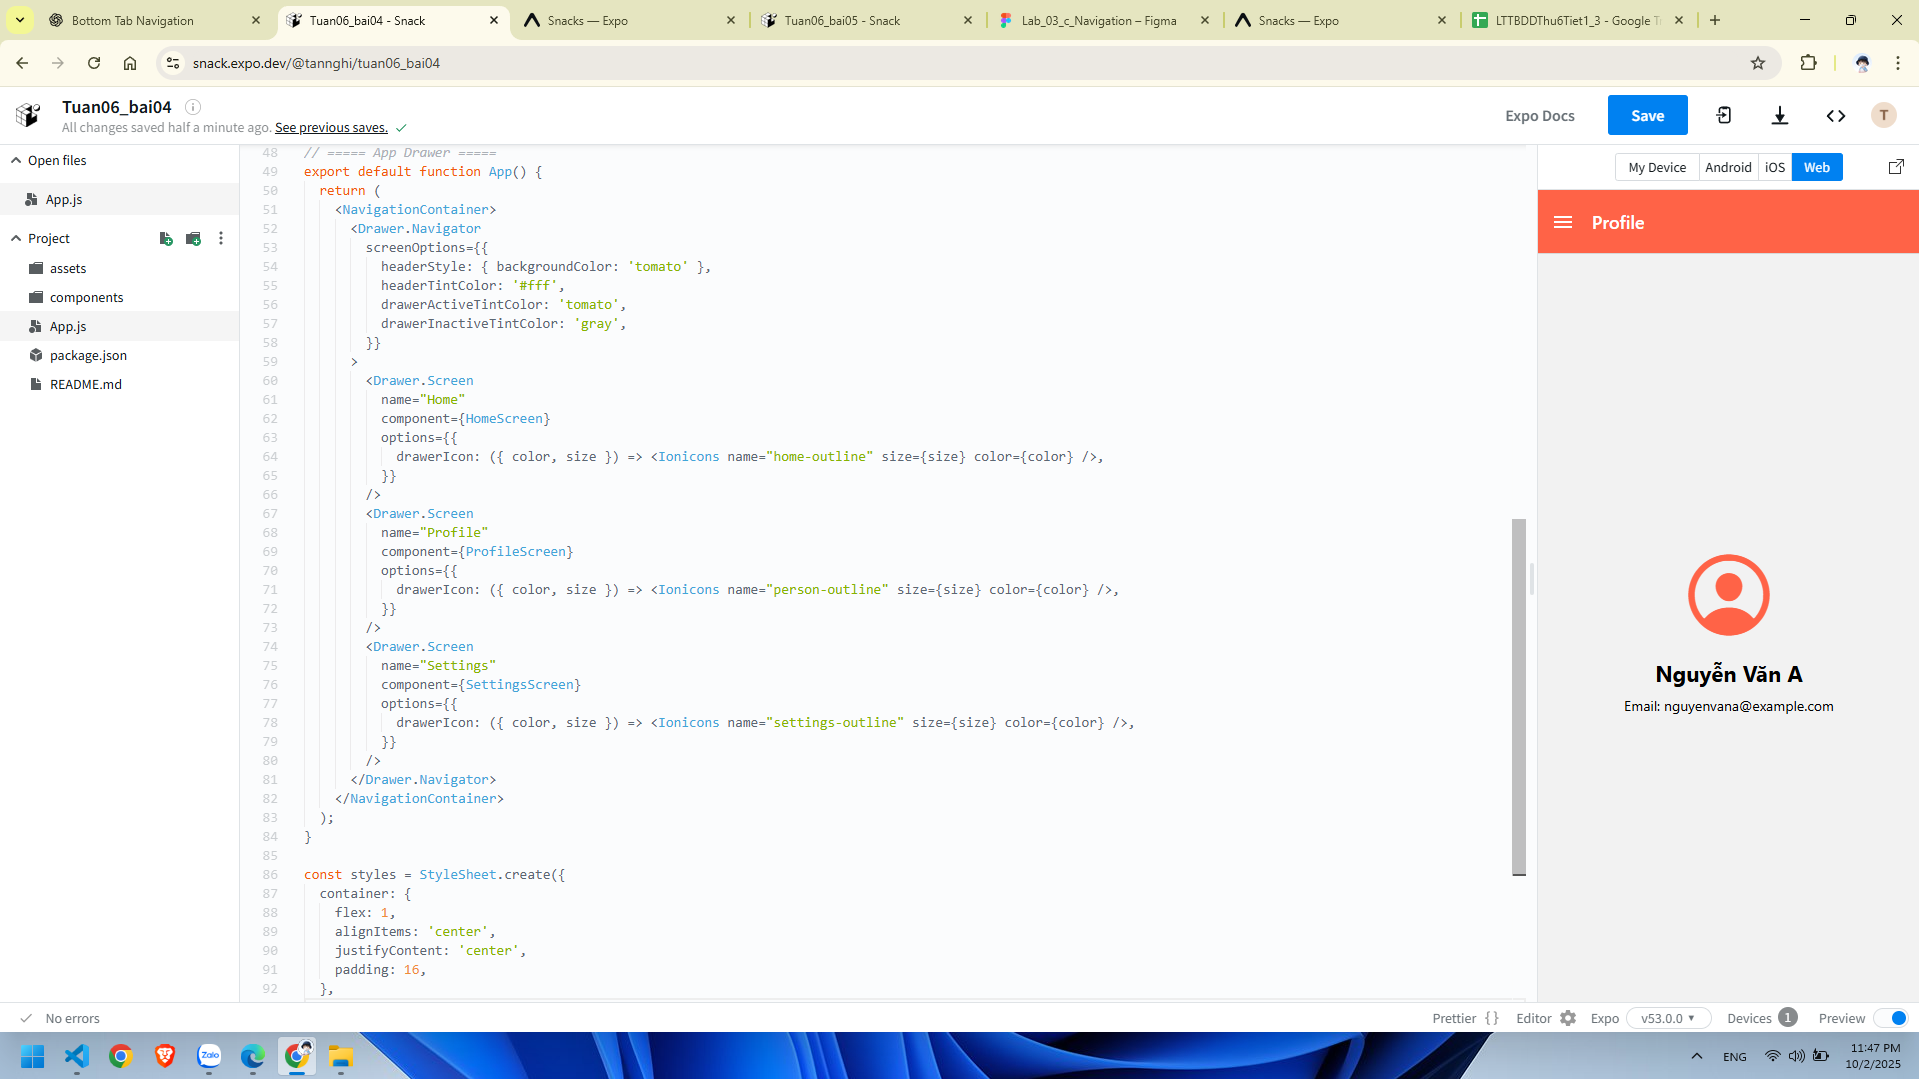 Bottom Tab Navigation
Tuan06_bai04 - Snack
Snacks — Expo
Tuan06_bai05 - Snack
Lab_03_c_Navigation – Figma
Snacks — Expo
LTTBDDThu6Tiet1_3 - Google T
snack.expo.dev/@tannghi/tuan06_bai04
Tuan06_bai04
All changes saved half a minute ago. See previous saves.
Expo Docs
Save
T
Open files
App.js
Project
assets
components
App.js
package.json
README.md
48 // ===== App Drawer =====
49 export default function App() {
50 return (
51 <NavigationContainer>
52 <Drawer.Navigator
53 screenOptions={{
54 headerStyle: { backgroundColor: 'tomato' },
55 headerTintColor: '#fff',
56 drawerActiveTintColor: 'tomato',
57 drawerInactiveTintColor: 'gray',
58 }}
59 >
60 <Drawer.Screen
61 name="Home"
62 component={HomeScreen}
63 options={{
64 drawerIcon: ({ color, size }) => <Ionicons name="home-outline" size={size} color={color} />,
65 }}
66 />
67 <Drawer.Screen
68 name="Profile"
69 component={ProfileScreen}
70 options={{
71 drawerIcon: ({ color, size }) => <Ionicons name="person-outline" size={size} color={color} />,
72 }}
73 />
74 <Drawer.Screen
75 name="Settings"
76 component={SettingsScreen}
77 options={{
78 drawerIcon: ({ color, size }) => <Ionicons name="settings-outline" size={size} color={color} />,
79 }}
80 />
81 </Drawer.Navigator>
82 </NavigationContainer>
83 );
84 }
85
86 const styles = StyleSheet.create({
87 container: {
88 flex: 1,
89 alignItems: 'center',
90 justifyContent: 'center',
91 padding: 16,
92 },
My Device
Android
iOS
Web
Profile
Nguyễn Văn A
Email: nguyenvana@example.com
No errors
Prettier { }
Editor
Expo
v53.0.0
Devices 1
Preview
Zalo
ENG
11:47 PM
10/2/2025